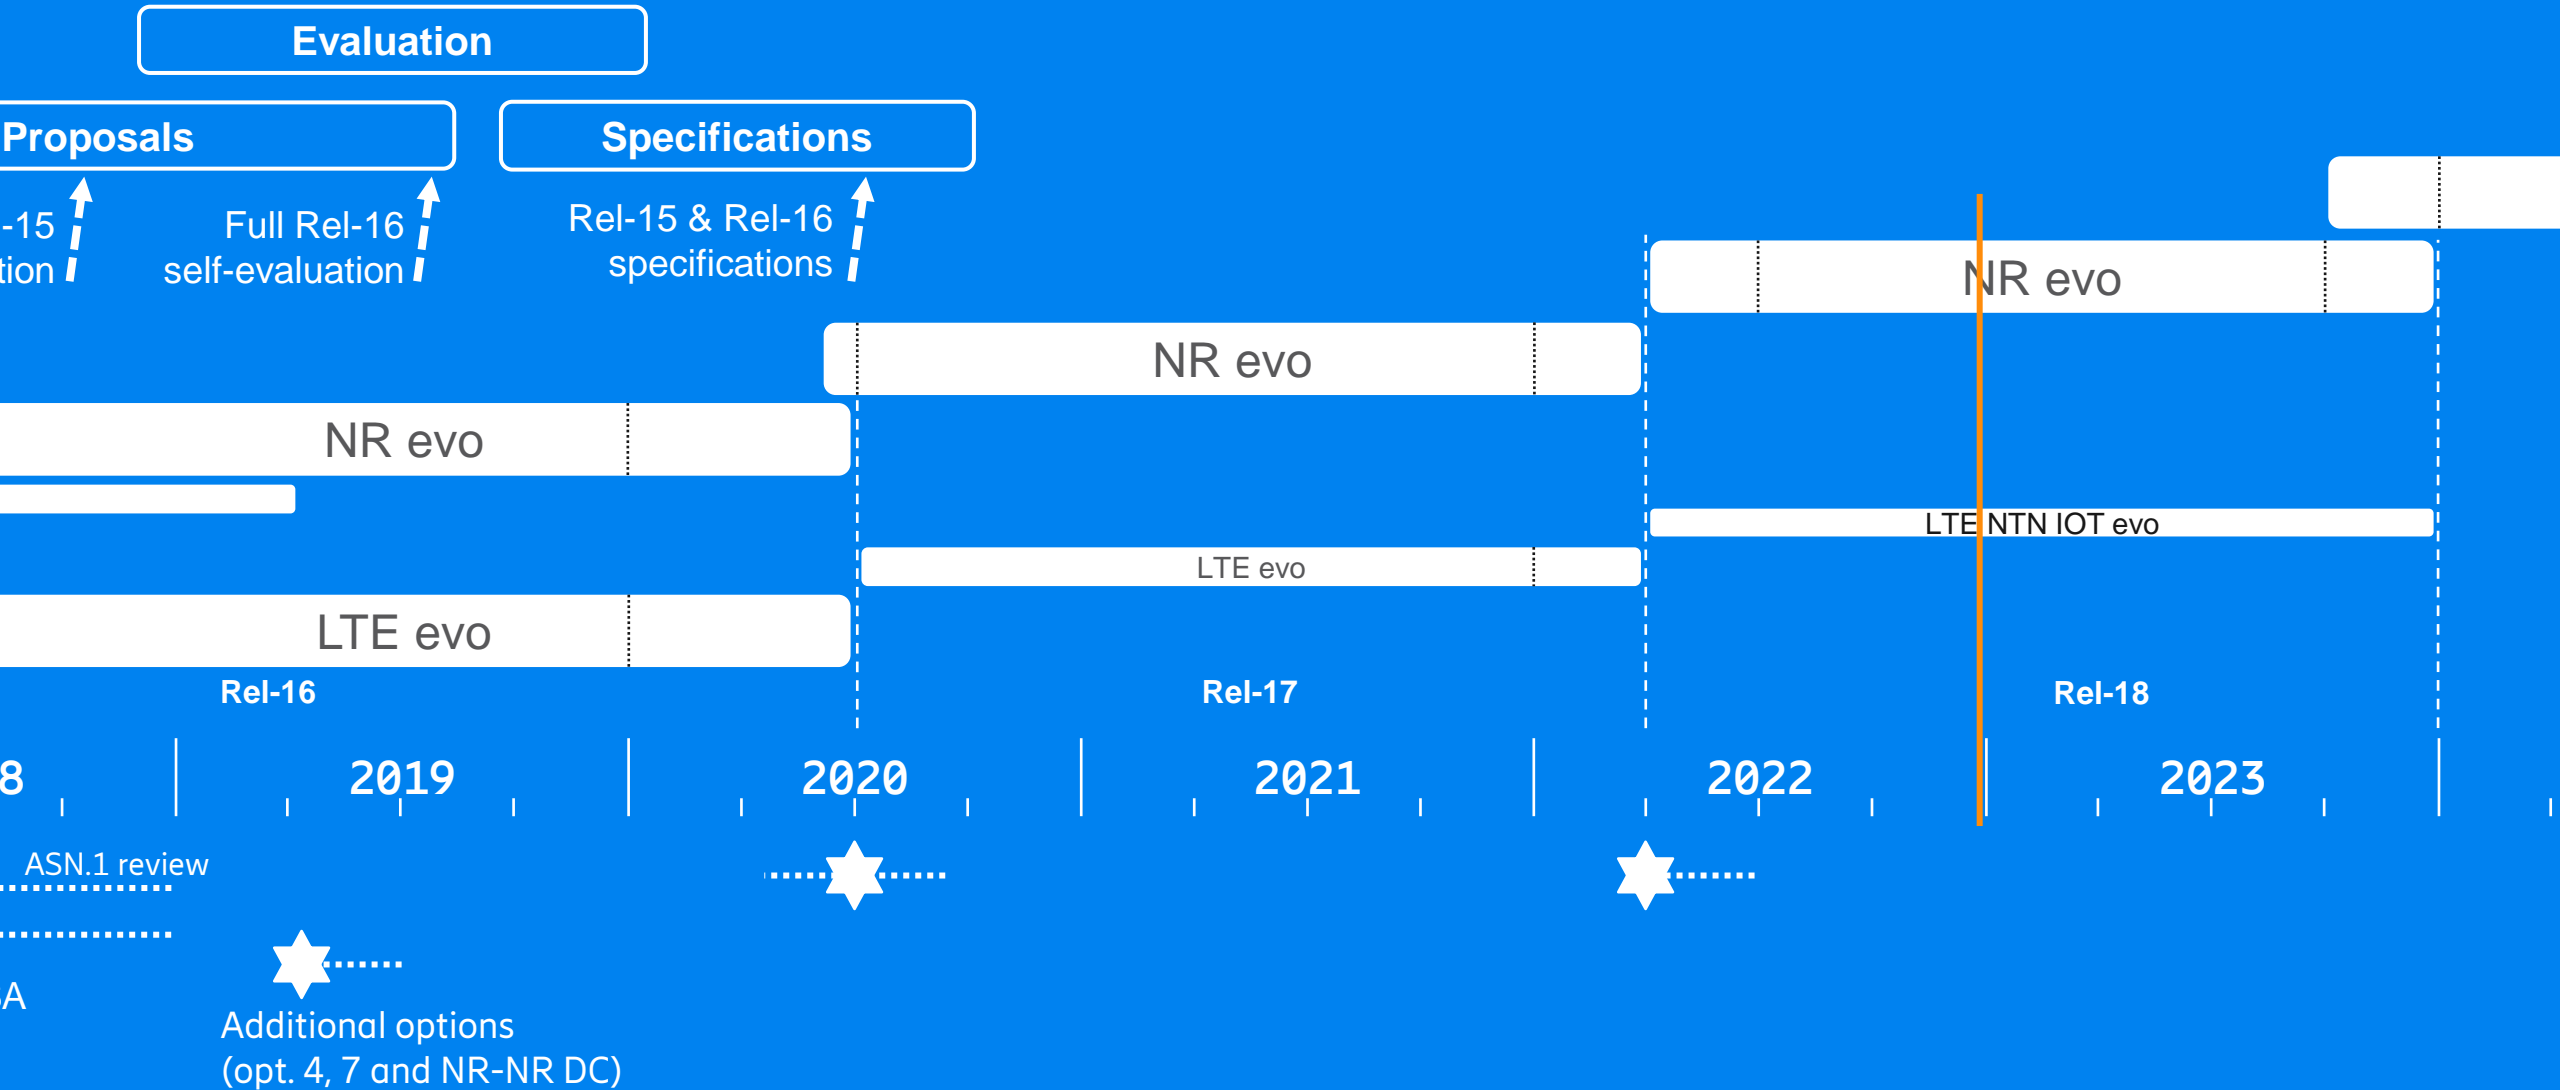 Evaluation
Proposals
Specifications
-15
tion
Full Rel-16
self-evaluation
Rel-15 & Rel-16
specifications
NR evo
NR evo
NR evo
LTE NTN IOT evo
LTE evo
LTE evo
Rel-16
Rel-17
Rel-18
8
2019
2020
2021
2022
2023
ASN.1 review
A
Additional options
(opt. 4, 7 and NR-NR DC)